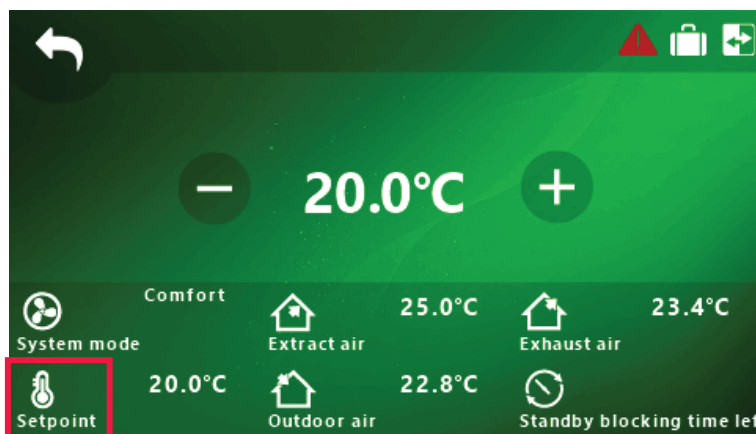 20.0°C
Comfort
System mode
25.0°C
Extract air
23.4°C
Exhaust air
20.0°C
Setpoint
22.8°C
Outdoor air
Standby blocking time